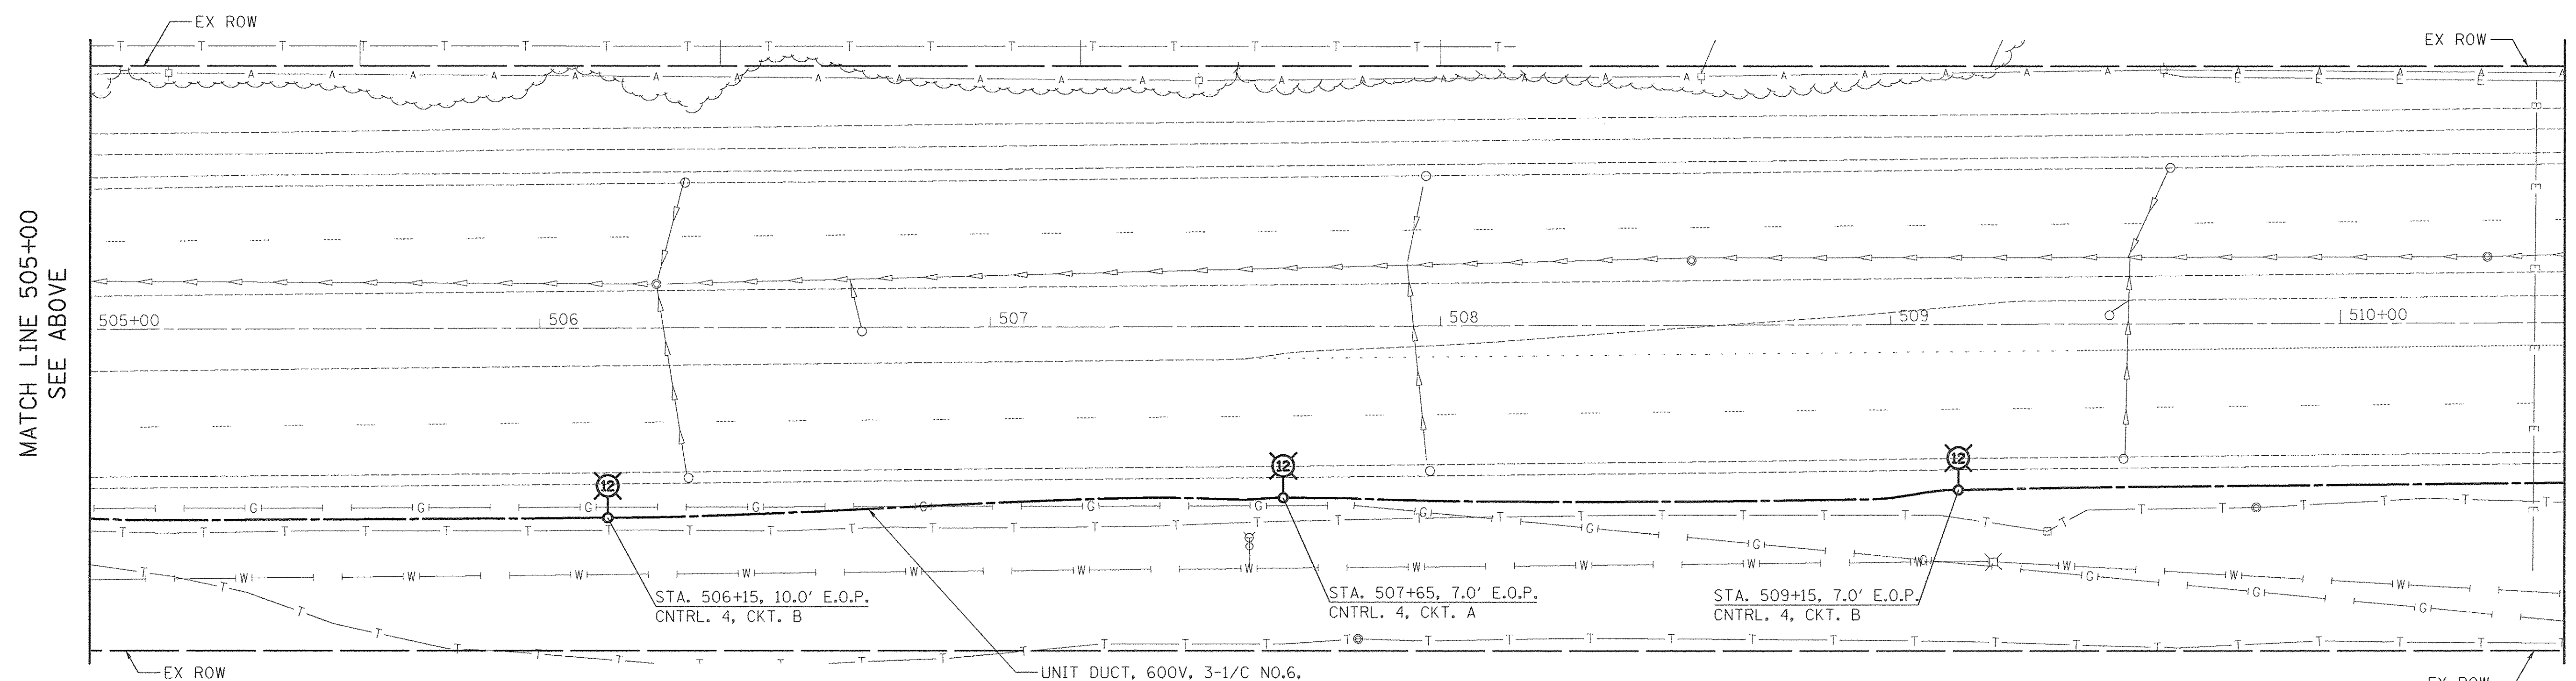 EX ROW
EX ROW
MATCH LINE 505+00
SEE ABOVE
505+00
506
507
508
509
510+00
12
12
12
STA. 506+15, 10.0' E.O.P.
CNTRL. 4, CKT. B
STA. 507+65, 7.0' E.O.P.
CNTRL. 4, CKT. A
STA. 509+15, 7.0' E.O.P.
CNTRL. 4, CKT. B
EX ROW
UNIT DUCT, 600V, 3-1/C NO.6,
EX ROW